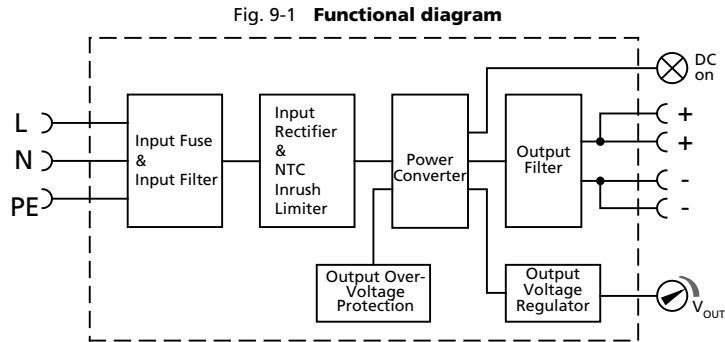 Fig. 9-1 Functional diagram
DC
on
L
N
PE
Input Fuse
&
Input Filter
Input
Rectifier
&
NTC
Inrush
Limiter
Power
Converter
Output
Filter
+
+
-
-
Output Over-
Voltage
Protection
Output
Voltage
Regulator
VOUT